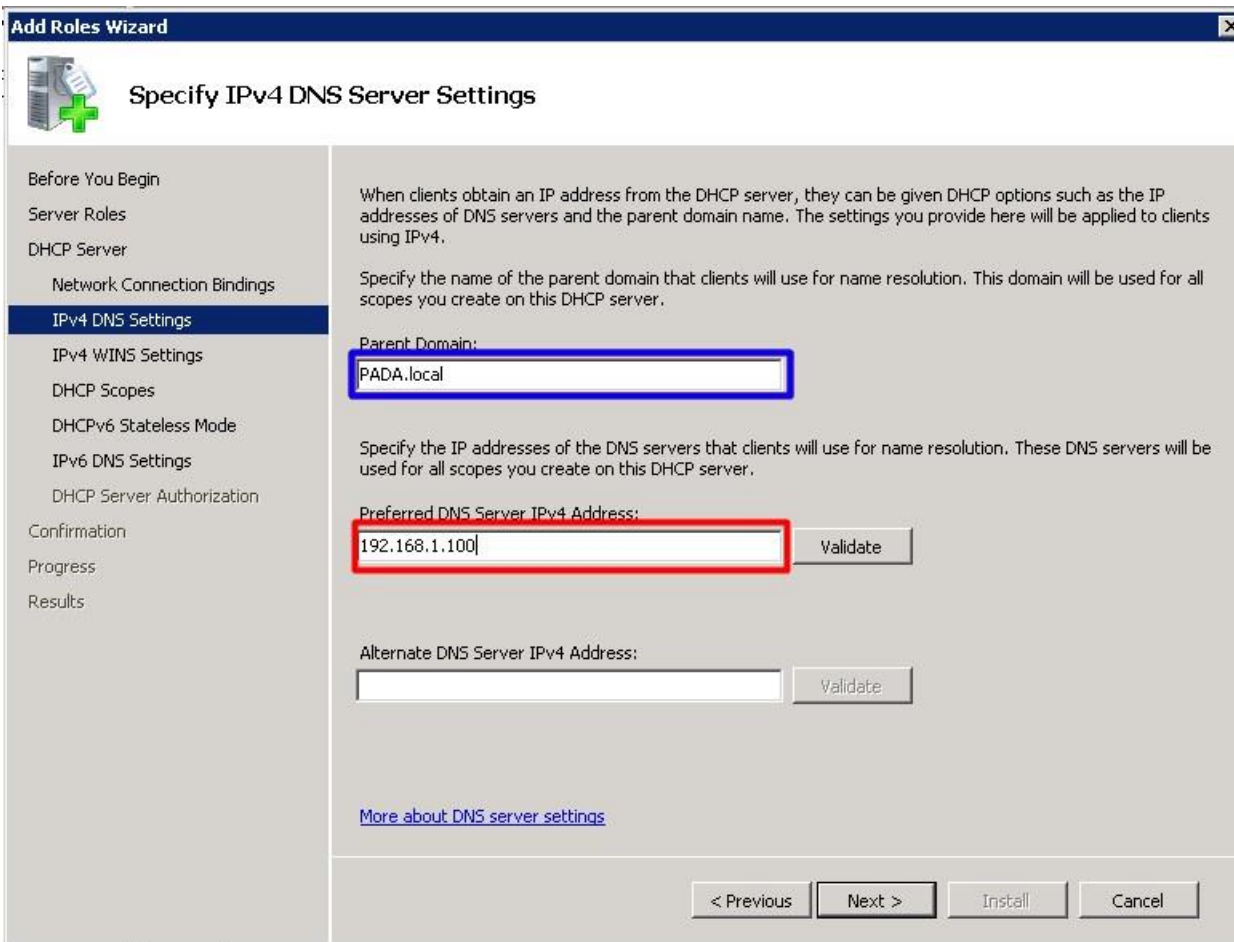 Add Roles Wizard
Specify IPv4 DNS Server Settings
Before You Begin
Server Roles
DHCP Server
Network Connection Bindings
IPv4 DNS Settings
IPv4 WINS Settings
DHCP Scopes
DHCPv6 Stateless Mode
IPv6 DNS Settings
DHCP Server Authorization
Confirmation
Progress
Results
When clients obtain an IP address from the DHCP server, they can be given DHCP options such as the IP
addresses of DNS servers and the parent domain name. The settings you provide here will be applied to clients
using IPv4.
Specify the name of the parent domain that clients will use for name resolution. This domain will be used for all
scopes you create on this DHCP server.
Parent Domain:
PADA.local
Specify the IP addresses of the DNS servers that clients will use for name resolution. These DNS servers will be
used for all scopes you create on this DHCP server.
Preferred DNS Server IPv4 Address:
192.168.1.100
Validate
Alternate DNS Server IPv4 Address:
Validate
More about DNS server settings
< Previous Next > Install Cancel